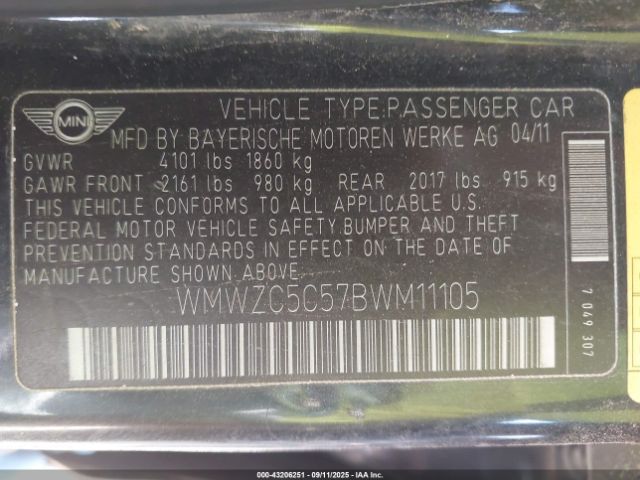 MINI
VEHICLE TYPE:PASSENGER CAR
MFD BY BAYERISCHE MOTOREN WERKE AG 04/11
GVWR 4101 lbs 1860 kg
GAWR FRONT 2161 lbs 980 kg REAR 2017 lbs 915 kg
THIS VEHICLE CONFORMS TO ALL APPLICABLE U.S.
FEDERAL MOTOR VEHICLE SAFETY,BUMPER AND THEFT
PREVENTION STANDARDS IN EFFECT ON THE DATE OF
MANUFACTURE SHOWN ABOVE.
WMWZC5C57BWM11105
7 049 307
000-43206251 - 09/11/2025 - IAA Inc.